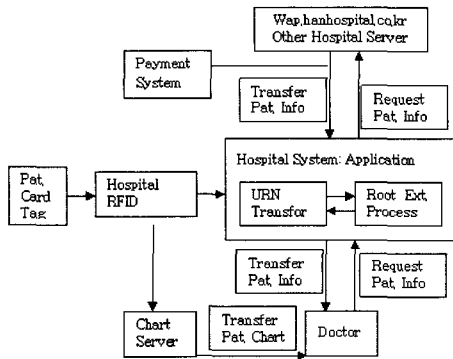 Wap,hanhospital,co,kr
Other Hospital Server
Payment
System
Transfer
Pat, Info
Request
Pat, Info
Hospital System: Application
Pat,
Card
Tag
Hospital
RFID
URN
Transfor
Root Ext,
Process
Transfer
Pat, Info
Request
Pat, Info
Chart
Server
Transfer
Pat, Chart
Doctor